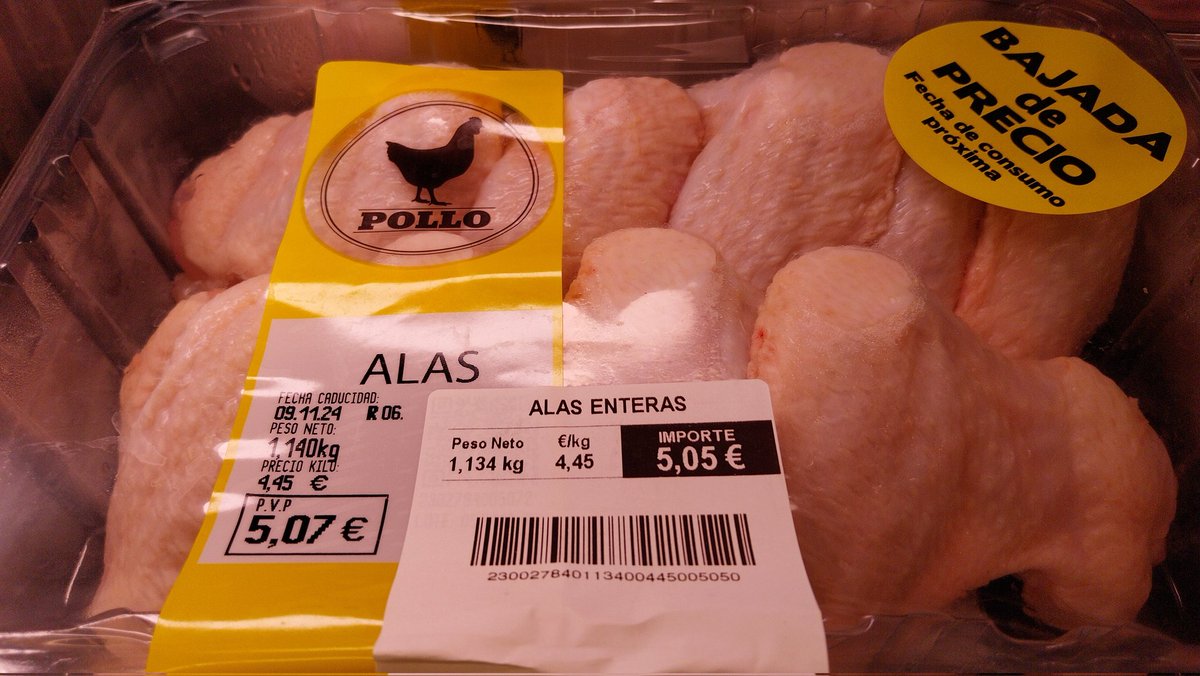 BAJADA
de
PRECIO
Fecha de consumo
próxima
POLLO
ALAS
FECHA CADUCIDAD:
09.11.24 R 06.
PESO NETO:
1,140kg
PRECIO KILO:
4,45 €
P.V.P
5,07 €
ALAS ENTERAS
Peso Neto €/kg IMPORTE
1,134 kg 4,45 5,05 €
230027840113400445005050